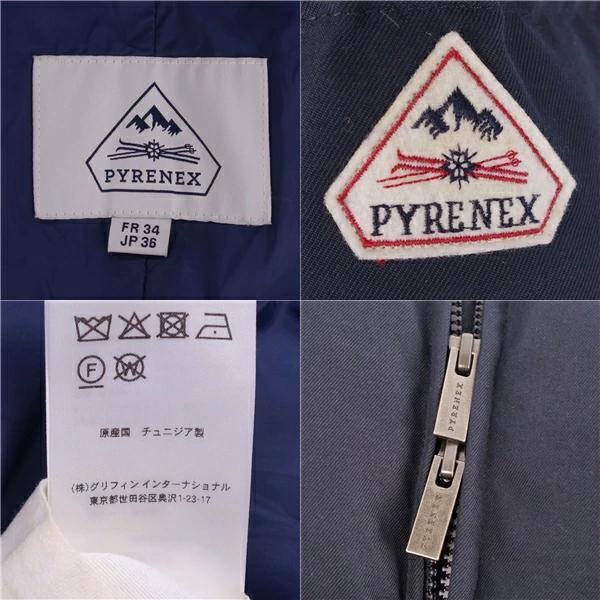 PYRENEX
FR 34
JP 36
PYRENEX
F W
原産国 チュニジア製
(株)グリフィン インターナショナル
東京都世田谷区奥沢1-23-17
PYRENEX
PYRENEX